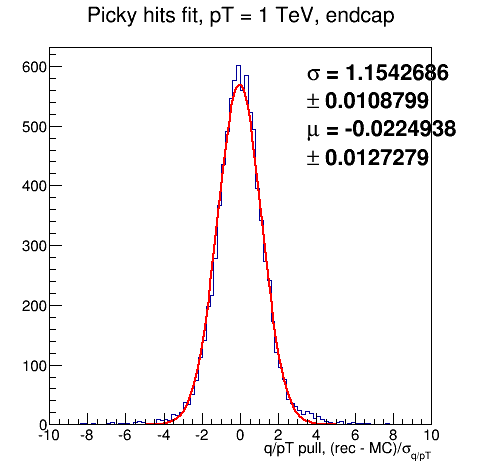 Picky hits fit, pT = 1 TeV, endcap
σ = 1.1542686
± 0.0108799
μ = -0.0224938
± 0.0127279
600
500
400
300
200
100
0
-10 -8 -6 -4 -2 0 2 4 6 8 10
q/pT pull, (rec - MC)/σq/pT